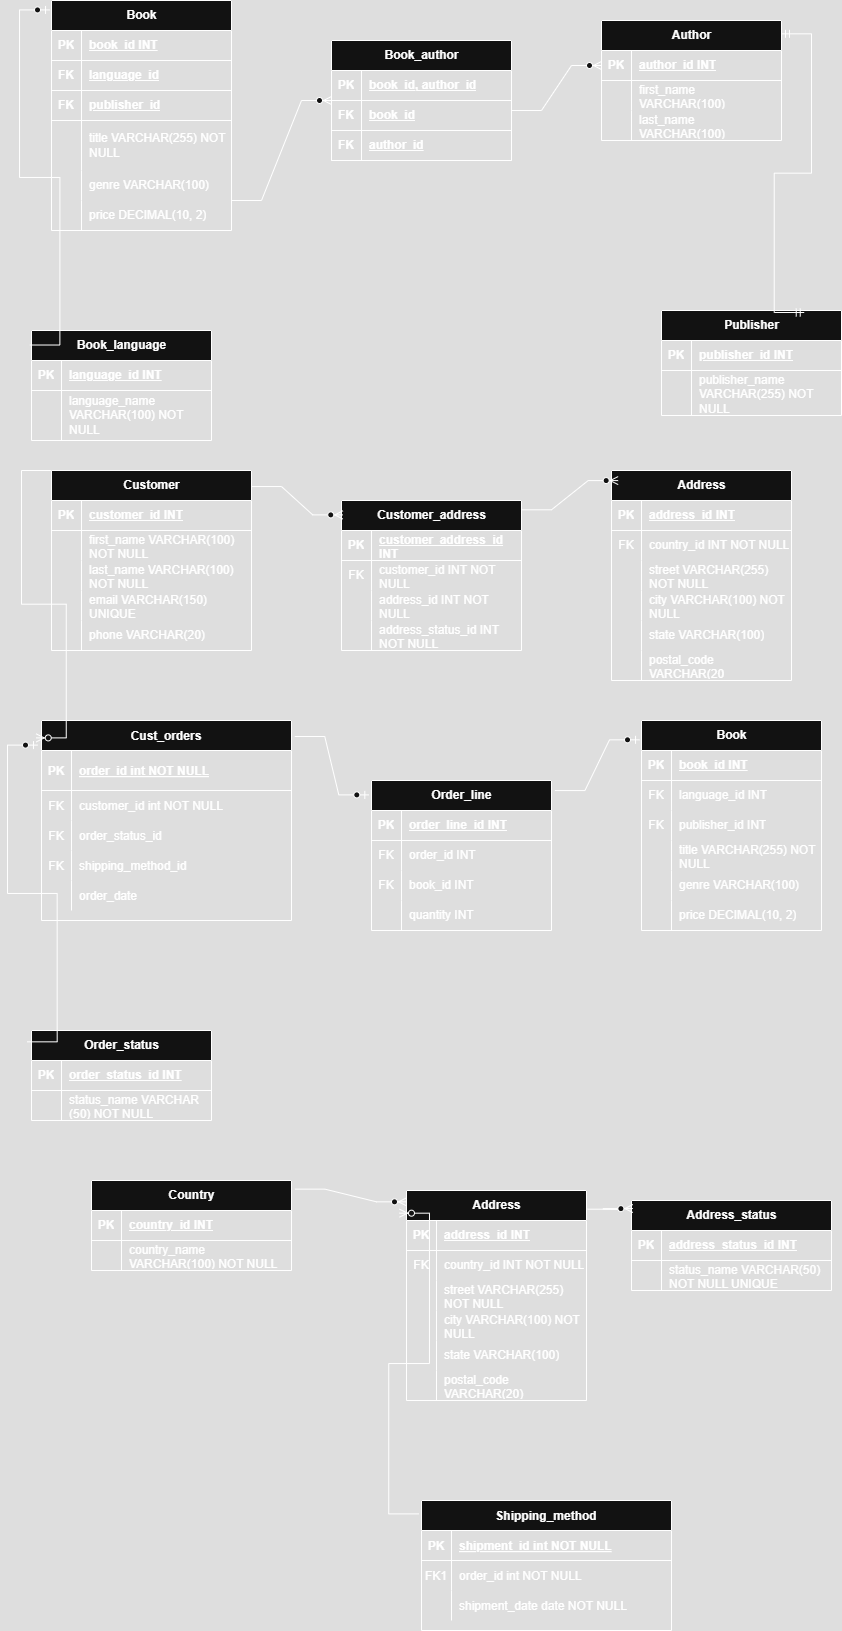 Book
PK book_id INT
FK language_id
FK publisher_id
title VARCHAR(255) NOT
NULL
genre VARCHAR(100)
price DECIMAL(10, 2)
Book_author
PK book_id, author_id
FK book_id
FK author_id
Author
PK author_id INT
first_name
VARCHAR(100)
last_name
VARCHAR(100)
Book_language
PK language_id INT
language_name
VARCHAR(100) NOT
NULL
Publisher
PK publisher_id INT
publisher_name
VARCHAR(255) NOT
NULL
Customer
PK customer_id INT
first_name VARCHAR(100)
NOT NULL
last_name VARCHAR(100)
NOT NULL
email VARCHAR(150)
UNIQUE
phone VARCHAR(20)
Customer_address
PK customer_address_id
INT
FK customer_id INT NOT
NULL
address_id INT NOT
NULL
address_status_id INT
NOT NULL
Address
PK address_id INT
FK country_id INT NOT NULL
street VARCHAR(255)
NOT NULL
city VARCHAR(100) NOT
NULL
state VARCHAR(100)
postal_code
VARCHAR(20
Cust_orders
PK order_id int NOT NULL
FK customer_id int NOT NULL
FK order_status_id
FK shipping_method_id
order_date
Order_line
PK order_line_id INT
FK order_id INT
FK book_id INT
quantity INT
Book
PK book_id INT
FK language_id INT
FK publisher_id INT
title VARCHAR(255) NOT
NULL
genre VARCHAR(100)
price DECIMAL(10, 2)
Order_status
PK order_status_id INT
status_name VARCHAR
(50) NOT NULL
Country
PK country_id INT
country_name
VARCHAR(100) NOT NULL
Address
PK address_id INT
FK country_id INT NOT NULL
street VARCHAR(255)
NOT NULL
city VARCHAR(100) NOT
NULL
state VARCHAR(100)
postal_code
VARCHAR(20)
Address_status
PK address_status_id INT
status_name VARCHAR(50)
NOT NULL UNIQUE
Shipping_method
PK shipment_id int NOT NULL
FK1 order_id int NOT NULL
shipment_date date NOT NULL